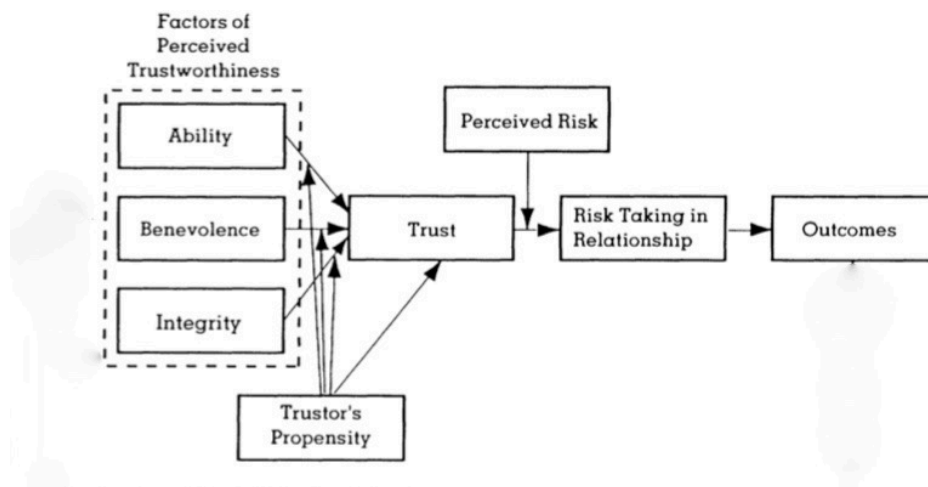 Factors of
Perceived
Trustworthiness
Ability
Benevolence
Integrity
Trustor's
Propensity
Trust
Perceived Risk
Risk Taking in
Relationship
Outcomes